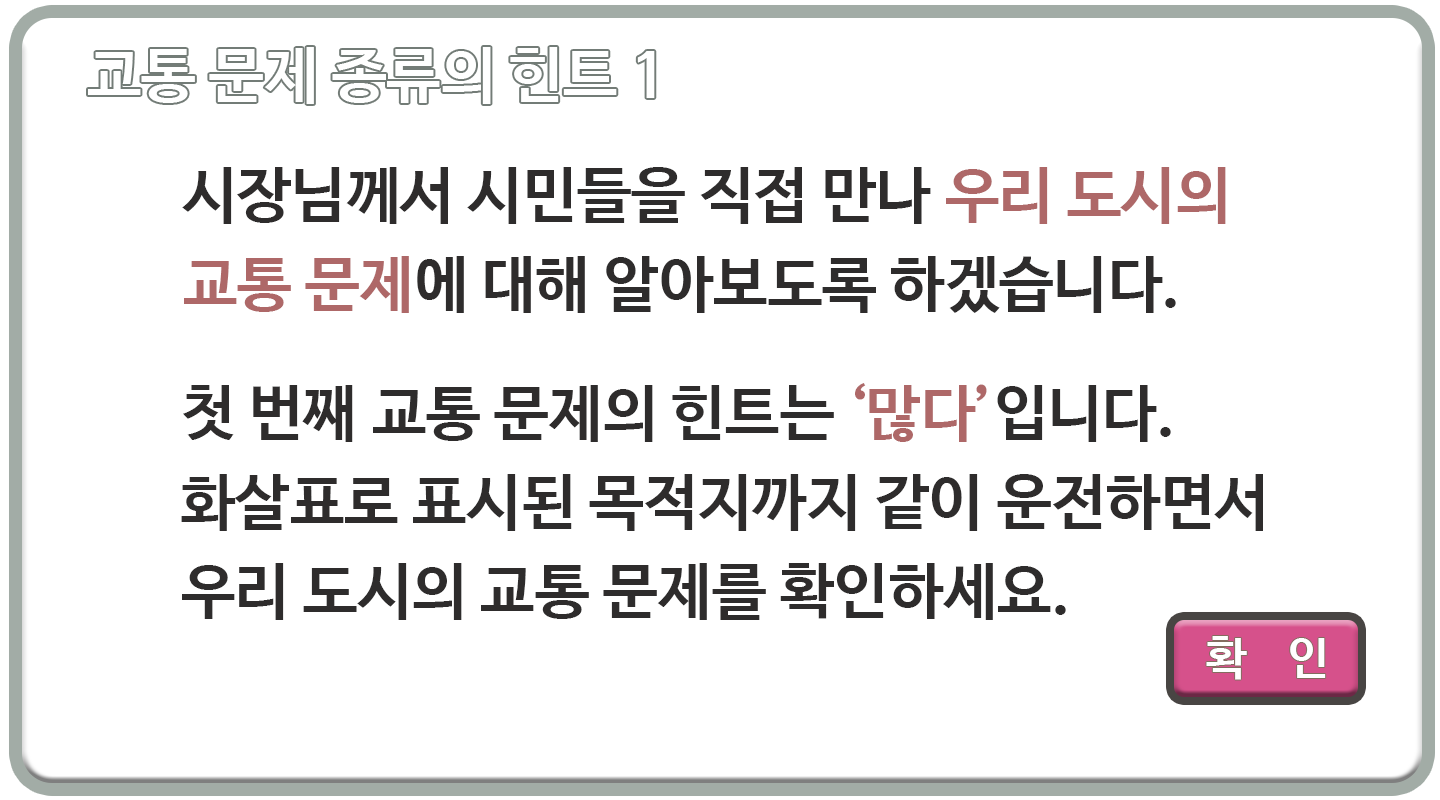 교통 문제 종류의 힌트 1
시장님께서 시민들을 직접 만나 우리 도시의
교통 문제에 대해 알아보도록 하겠습니다.
첫 번째 교통 문제의 힌트는 ‘많다’입니다.
화살표로 표시된 목적지까지 같이 운전하면서
우리 도시의 교통 문제를 확인하세요.
확 인